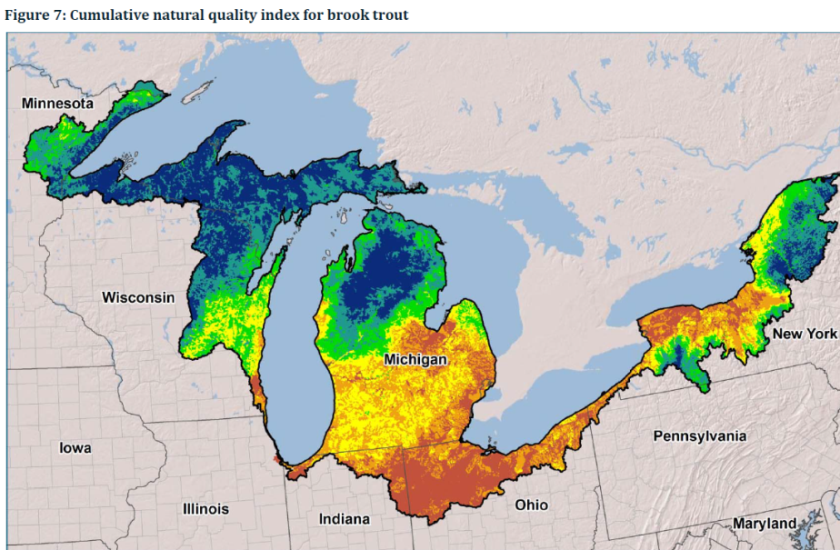 Figure 7: Cumulative natural quality index for brook trout
Minnesota
Wisconsin
Michigan
New York
Iowa
Pennsylvania
Illinois
Indiana
Ohio
Maryland